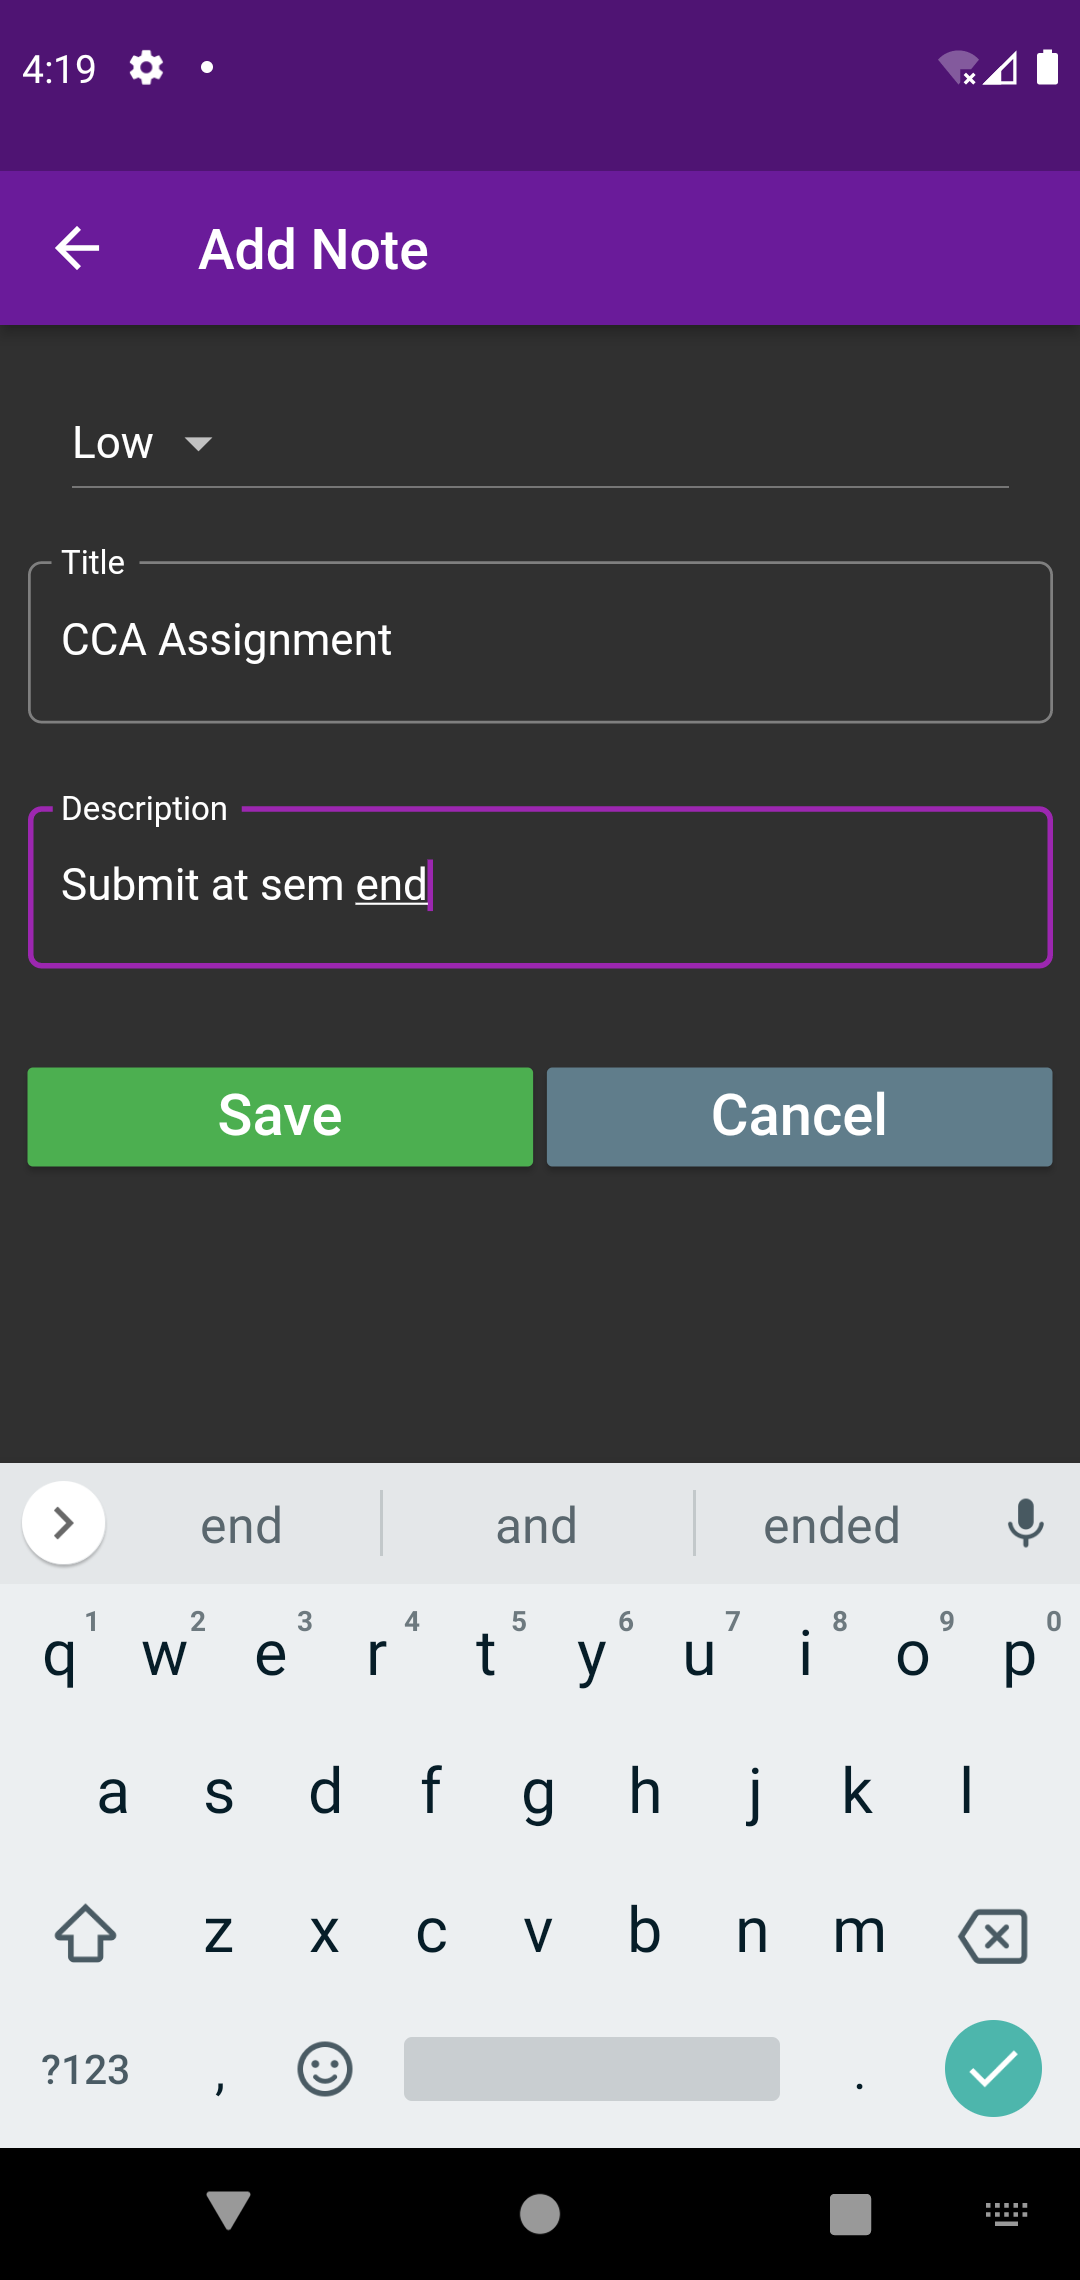 4:19
Add Note
Low
Title
CCA Assignment
Description
Submit at sem end
Save Cancel
end and ended
1 2 3 4 5 6 7 8 9 0
q w e r t y u i o p
a s d f g h j k l
z x c v b n m
?123 , .